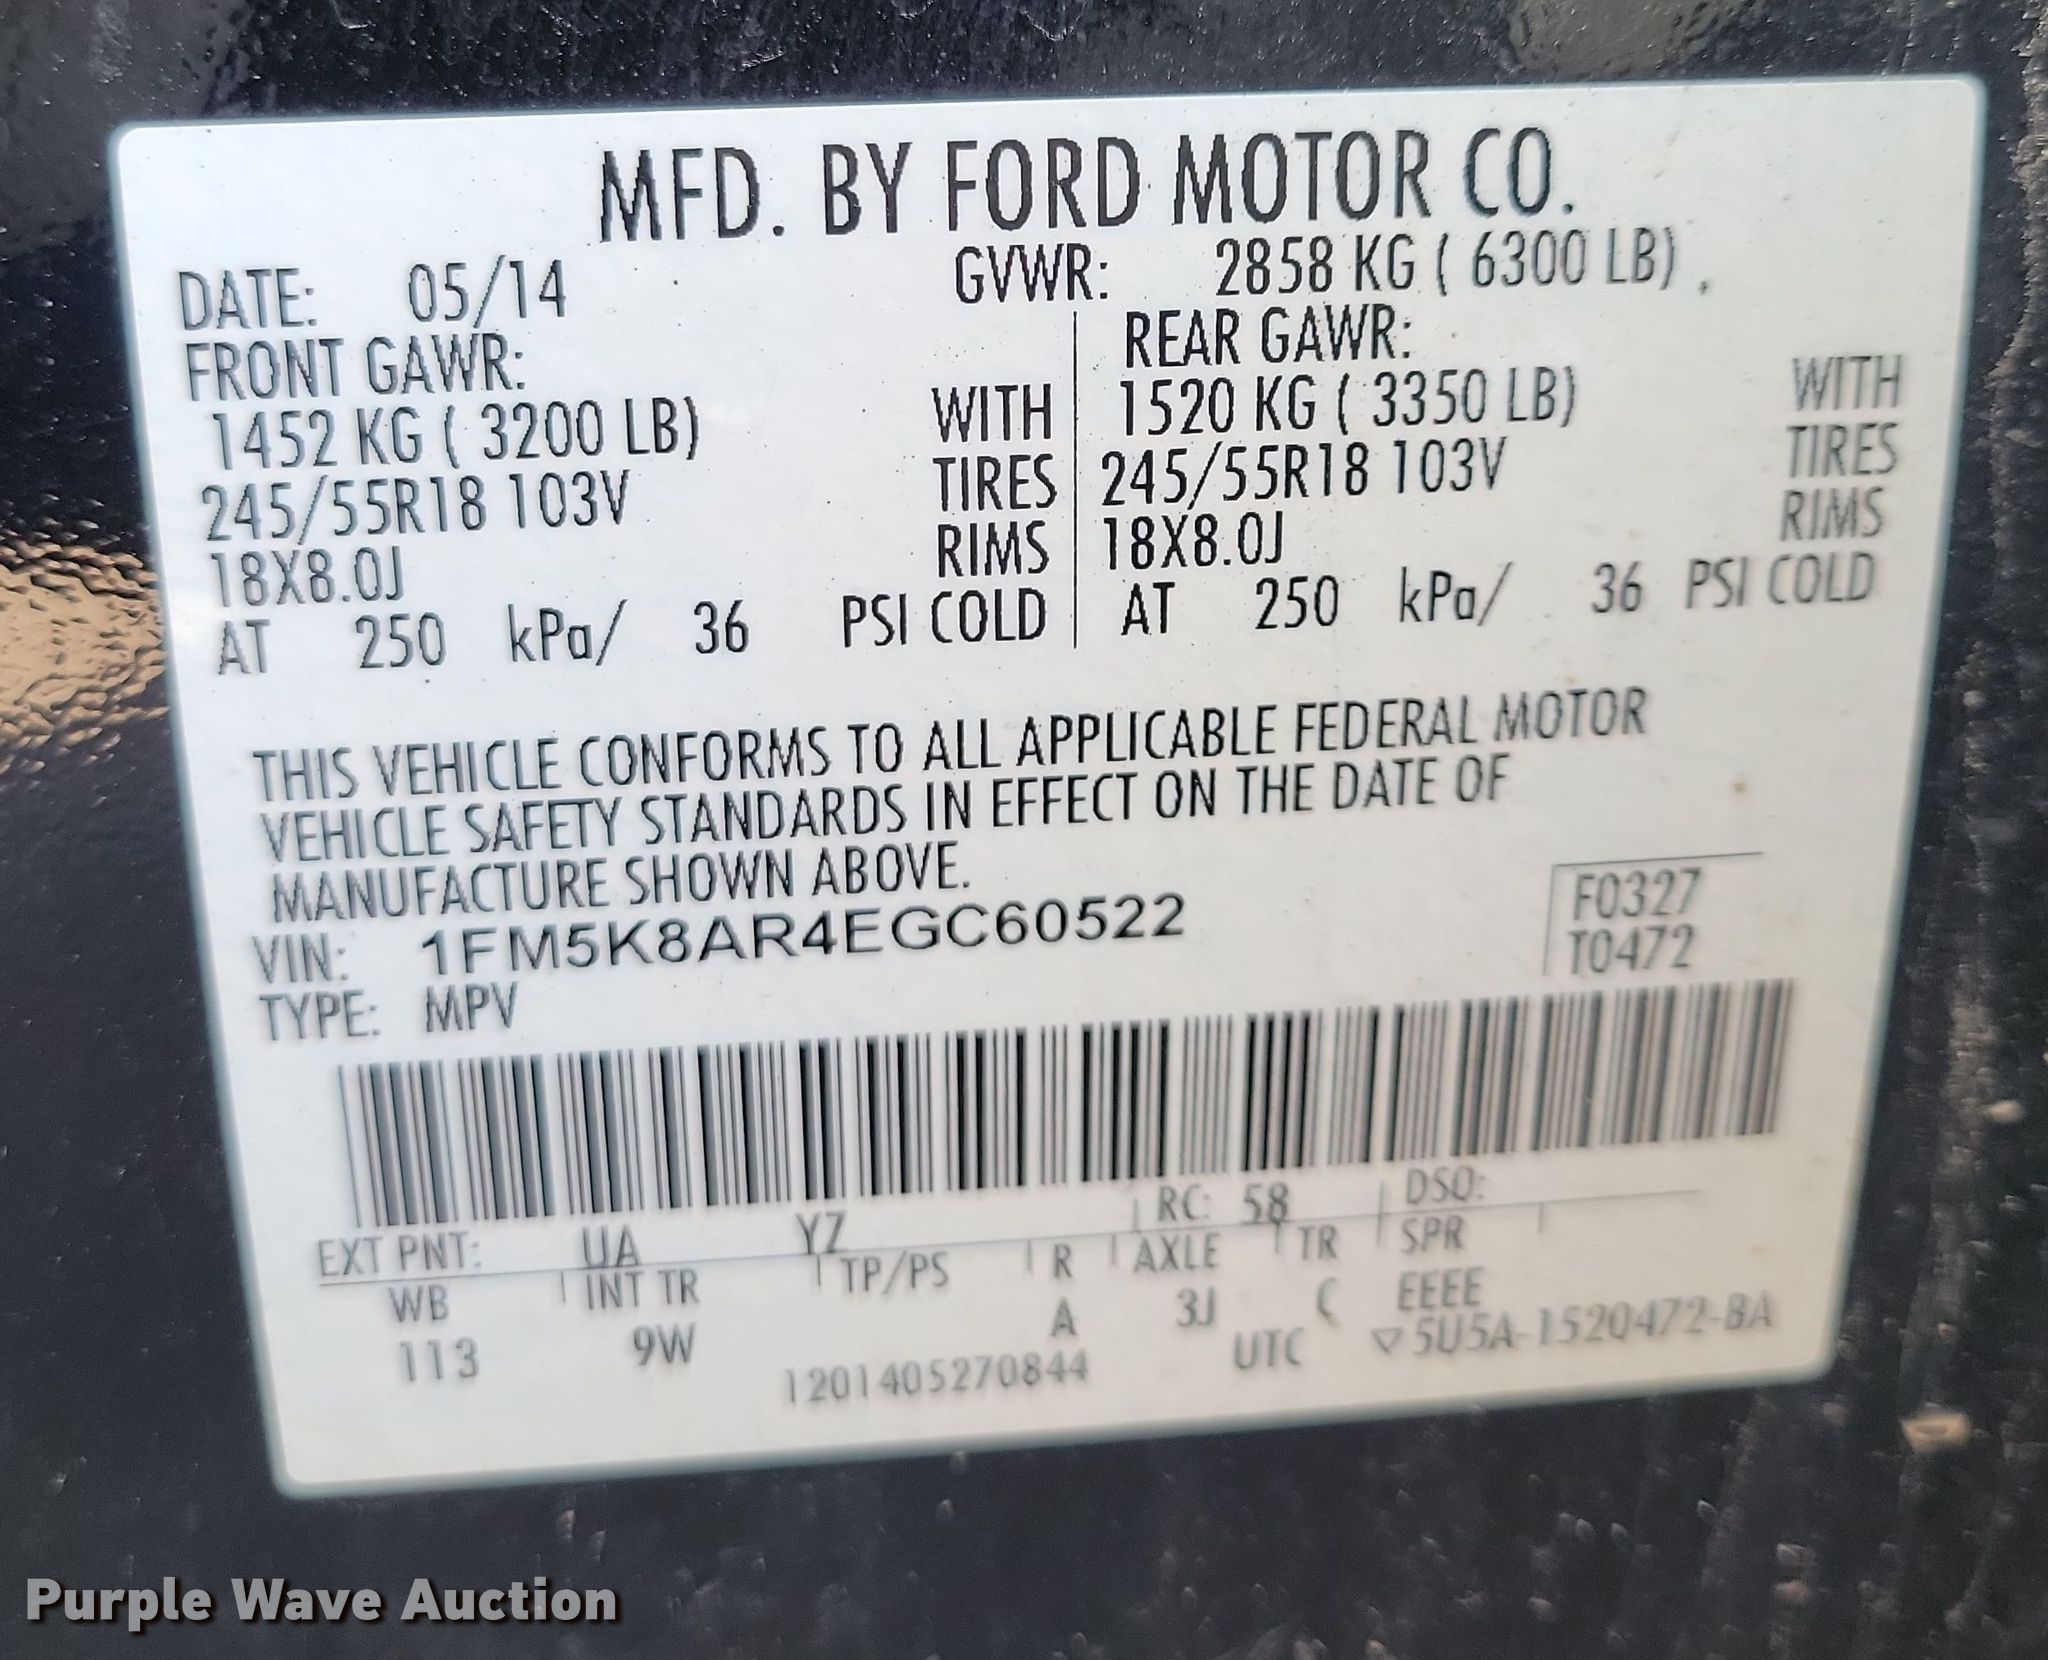 MFD. BY FORD MOTOR CO.
DATE: 05/14 GVWR: 2858 KG ( 6300 LB)
FRONT GAWR: REAR GAWR:
1452 KG ( 3200 LB) WITH 1520 KG ( 3350 LB) WITH
245/55R18 103V TIRES 245/55R18 103V TIRES
18X8.0J RIMS 18X8.0J RIMS
AT 250 kPa/ 36 PSI COLD AT 250 kPa/ 36 PSI COLD
THIS VEHICLE CONFORMS TO ALL APPLICABLE FEDERAL MOTOR
VEHICLE SAFETY STANDARDS IN EFFECT ON THE DATE OF
MANUFACTURE SHOWN ABOVE.
VIN: 1FM5K8AR4EGC60522
TYPE: MPV
F0327
T0472
EXT PNT: UA YZ RC: 58 DSO:
WB INT TR TP/PS R AXLE TR SPR
113 9W A 3J C EEEE
1201405270844 UTC ▽5U5A-1520472-BA
Purple Wave Auction